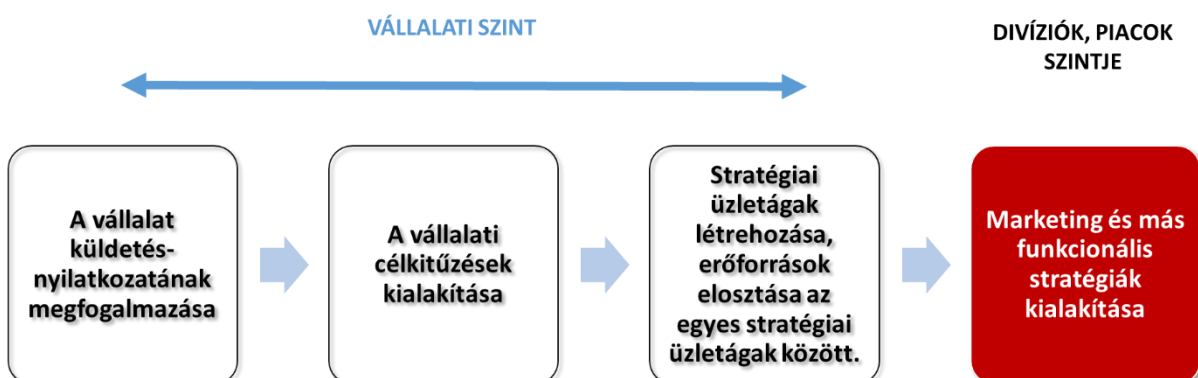 VÁLLALATI SZINT
DIVÍZIÓK, PIACOK
SZINTJE
A vállalat
küldetés-
nyilatkozatának
megfogalmazása
A vállalati
célkitűzések
kialakítása
Stratégiai
üzletágak
létrehozása,
erőforrások
elosztása az
egyes stratégiai
üzletágak között.
Marketing és más
funkcionális
stratégiák
kialakítása